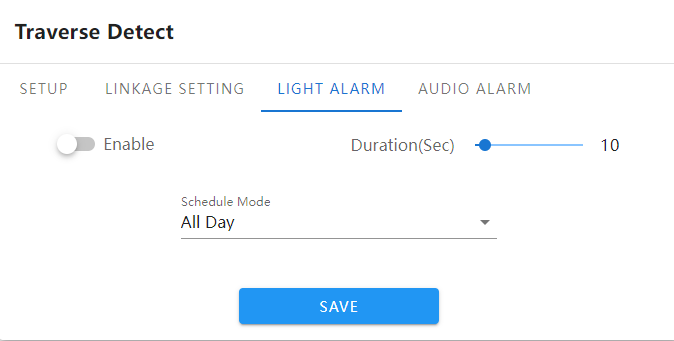 Traverse Detect
SETUP LINKAGE SETTING LIGHT ALARM AUDIO ALARM
Enable Duration(Sec) 10
Schedule Mode
All Day
SAVE